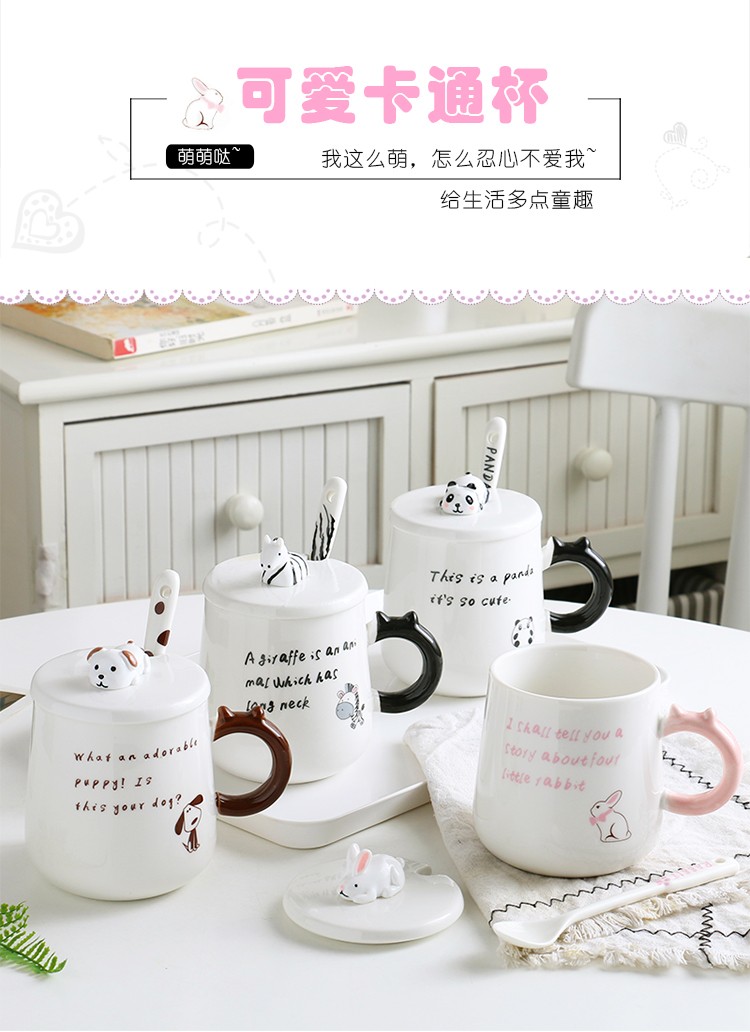 可爱卡通杯
萌萌哒~
我这么萌，怎么忍心不爱我~
给生活多点童趣
PANDA
This is a panda
it's so cute.
A giraffe is an ani
mal which has
long neck
What an adorable
puppy! Is
this your dog?
I shall tell you a
story about four
little rabbit